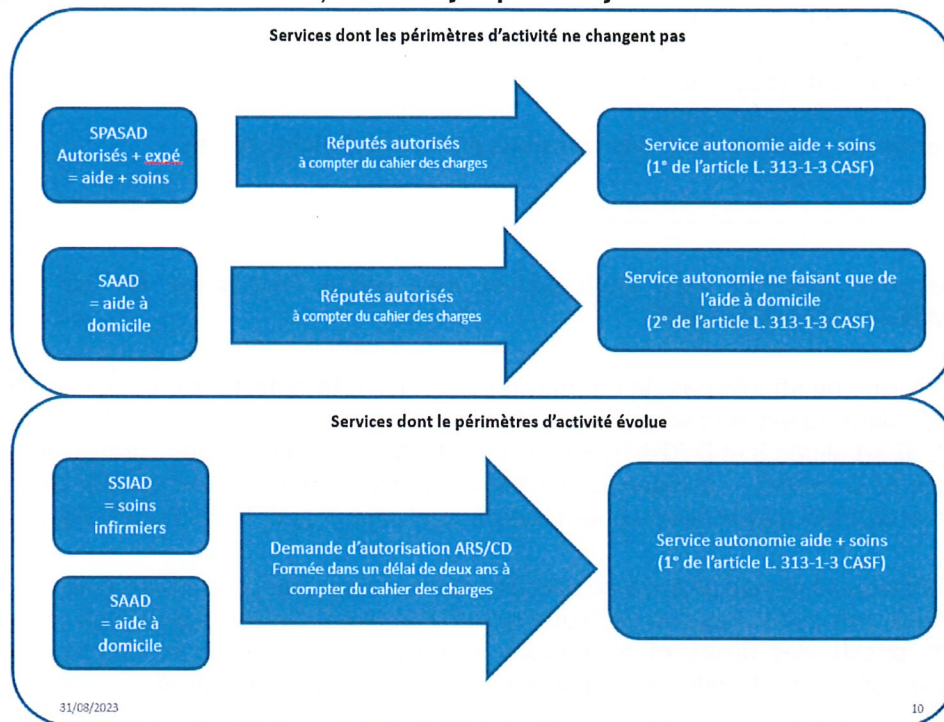 Services dont les périmètres d'activité ne changent pas
SPASAD
Autorisés + expé
= aide + soins
Réputés autorisés
à compter du cahier des charges
Service autonomie aide + soins
(1° de l'article L. 313-1-3 CASF)
SAAD
= aide à
domicile
Réputés autorisés
à compter du cahier des charges
Service autonomie ne faisant que de
l'aide à domicile
(2° de l'article L. 313-1-3 CASF)
Services dont le périmètres d'activité évolue
SSIAD
= soins
infirmiers
SAAD
= aide à
domicile
Demande d'autorisation ARS/CD
Formée dans un délai de deux ans à
compter du cahier des charges
Service autonomie aide + soins
(1° de l'article L. 313-1-3 CASF)
31/08/2023
10